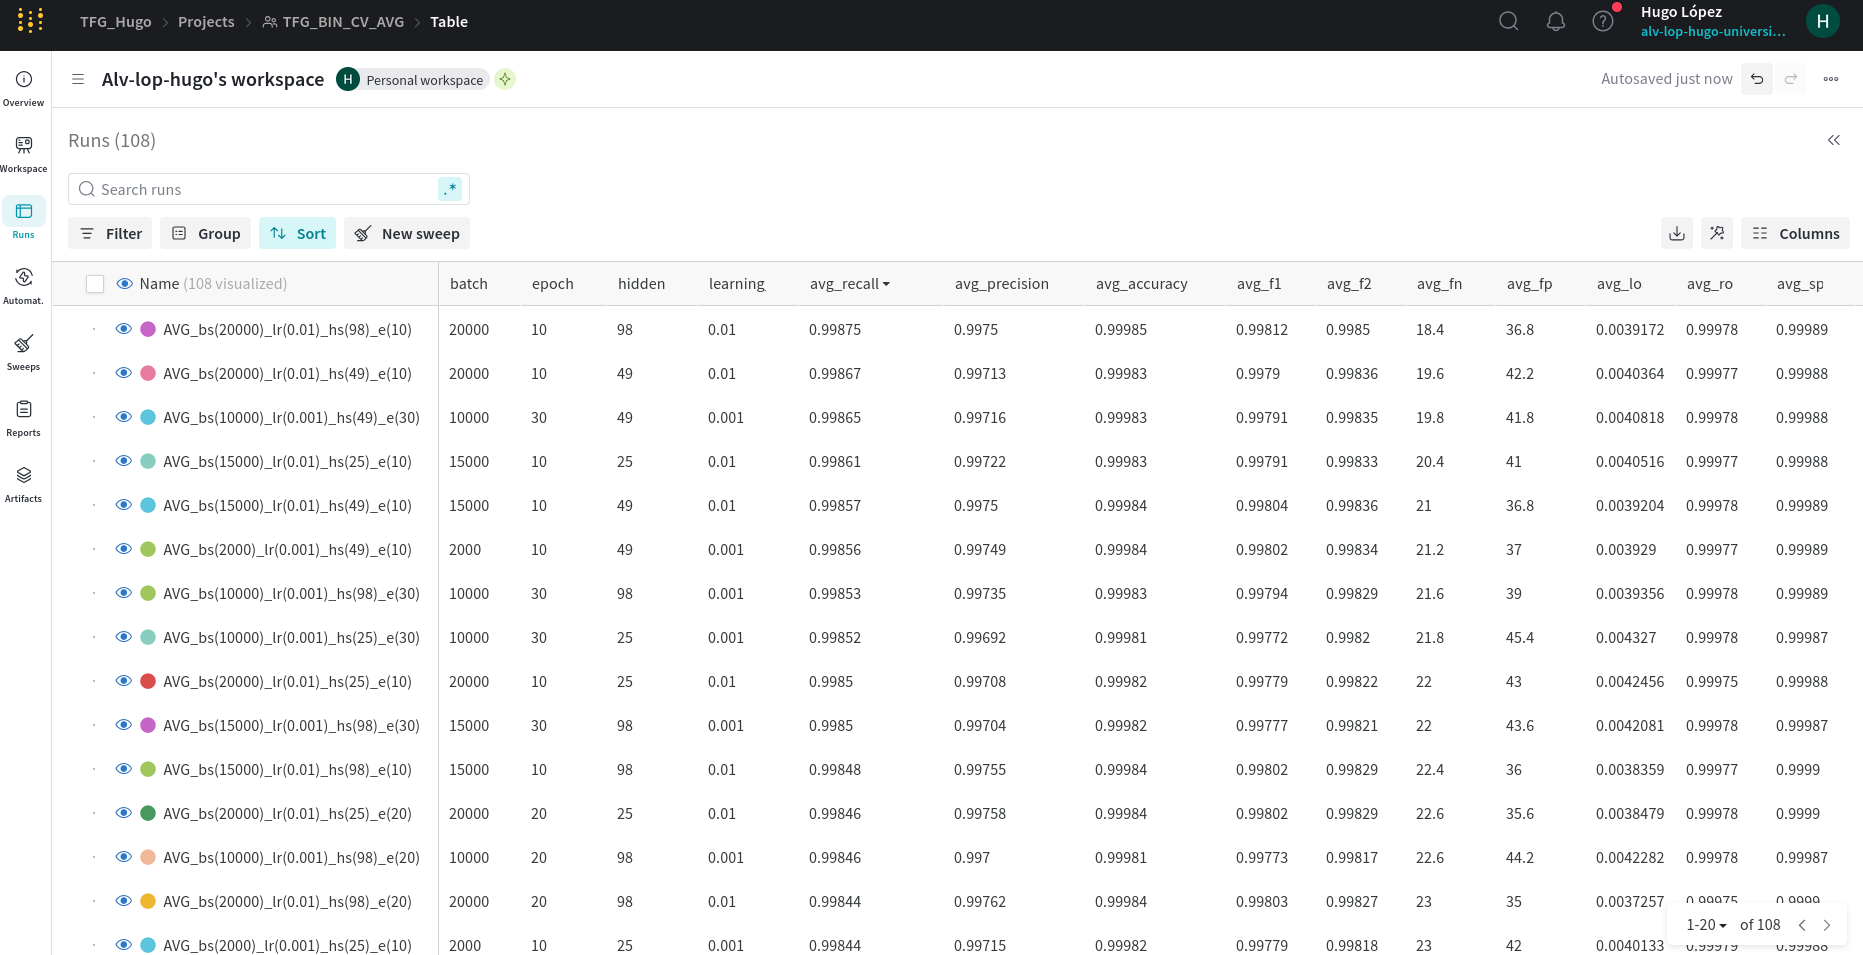 TFG_Hugo > Projects > TFG_BIN_CV_AVG > Table
Hugo López
alv-lop-hugo-universi...
H
Overview
Workspace
Runs
Automat.
Sweeps
Reports
Artifacts
Alv-lop-hugo's workspace H Personal workspace
Autosaved just now
Runs (108)
Search runs .*
Filter Group Sort New sweep Columns
Name (108 visualized) batch epoch hidden learning avg_recall avg_precision avg_accuracy avg_f1 avg_f2 avg_fn avg_fp avg_lo avg_ro avg_sp
AVG_bs(20000)_lr(0.01)_hs(98)_e(10) 20000 10 98 0.01 0.99875 0.9975 0.99985 0.99812 0.9985 18.4 36.8 0.0039172 0.99978 0.99989
AVG_bs(20000)_lr(0.01)_hs(49)_e(10) 20000 10 49 0.01 0.99867 0.99713 0.99983 0.9979 0.99836 19.6 42.2 0.0040364 0.99977 0.99988
AVG_bs(10000)_lr(0.001)_hs(49)_e(30) 10000 30 49 0.001 0.99865 0.99716 0.99983 0.99791 0.99835 19.8 41.8 0.0040818 0.99978 0.99988
AVG_bs(15000)_lr(0.01)_hs(25)_e(10) 15000 10 25 0.01 0.99861 0.99722 0.99983 0.99791 0.99833 20.4 41 0.0040516 0.99977 0.99988
AVG_bs(15000)_lr(0.01)_hs(49)_e(10) 15000 10 49 0.01 0.99857 0.9975 0.99984 0.99804 0.99836 21 36.8 0.0039204 0.99978 0.99989
AVG_bs(2000)_lr(0.001)_hs(49)_e(10) 2000 10 49 0.001 0.99856 0.99749 0.99984 0.99802 0.99834 21.2 37 0.003929 0.99977 0.99989
AVG_bs(10000)_lr(0.001)_hs(98)_e(30) 10000 30 98 0.001 0.99853 0.99735 0.99983 0.99794 0.99829 21.6 39 0.0039356 0.99978 0.99989
AVG_bs(10000)_lr(0.001)_hs(25)_e(30) 10000 30 25 0.001 0.99852 0.99692 0.99981 0.99772 0.9982 21.8 45.4 0.004327 0.99978 0.99987
AVG_bs(20000)_lr(0.01)_hs(25)_e(10) 20000 10 25 0.01 0.9985 0.99708 0.99982 0.99779 0.99822 22 43 0.0042456 0.99975 0.99988
AVG_bs(15000)_lr(0.001)_hs(98)_e(30) 15000 30 98 0.001 0.9985 0.99704 0.99982 0.99777 0.99821 22 43.6 0.0042081 0.99978 0.99987
AVG_bs(15000)_lr(0.01)_hs(98)_e(10) 15000 10 98 0.01 0.99848 0.99755 0.99984 0.99802 0.99829 22.4 36 0.0038359 0.99977 0.9999
AVG_bs(20000)_lr(0.01)_hs(25)_e(20) 20000 20 25 0.01 0.99846 0.99758 0.99984 0.99802 0.99829 22.6 35.6 0.0038479 0.99978 0.9999
AVG_bs(10000)_lr(0.001)_hs(98)_e(20) 10000 20 98 0.001 0.99846 0.997 0.99981 0.99773 0.99817 22.6 44.2 0.0042282 0.99978 0.99987
AVG_bs(20000)_lr(0.01)_hs(98)_e(20) 20000 20 98 0.01 0.99844 0.99762 0.99984 0.99803 0.99827 23 35 0.0037257 0.99975 0.9999
AVG_bs(2000)_lr(0.001)_hs(25)_e(10) 2000 10 25 0.001 0.99844 0.99715 0.99982 0.99779 0.99818 23 42 0.0040133 0.99979 0.99988
1-20 of 108